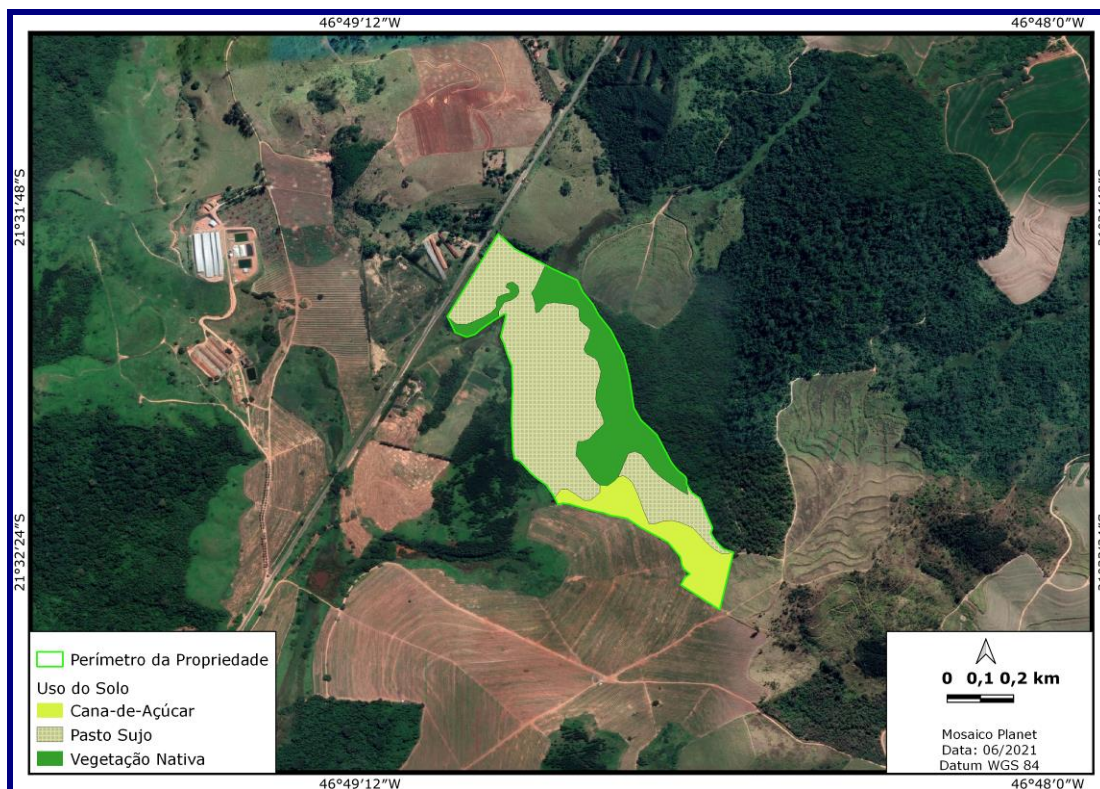 46°49'12"W
46°48'0"W
21°31'48"S
21°32'24"S
Perímetro da Propriedade
Uso do Solo
Cana-de-Açúcar
Pasto Sujo
Vegetação Nativa
0 0,1 0,2 km
Mosaico Planet
Data: 06/2021
Datum WGS 84
46°49'12"W
46°48'0"W